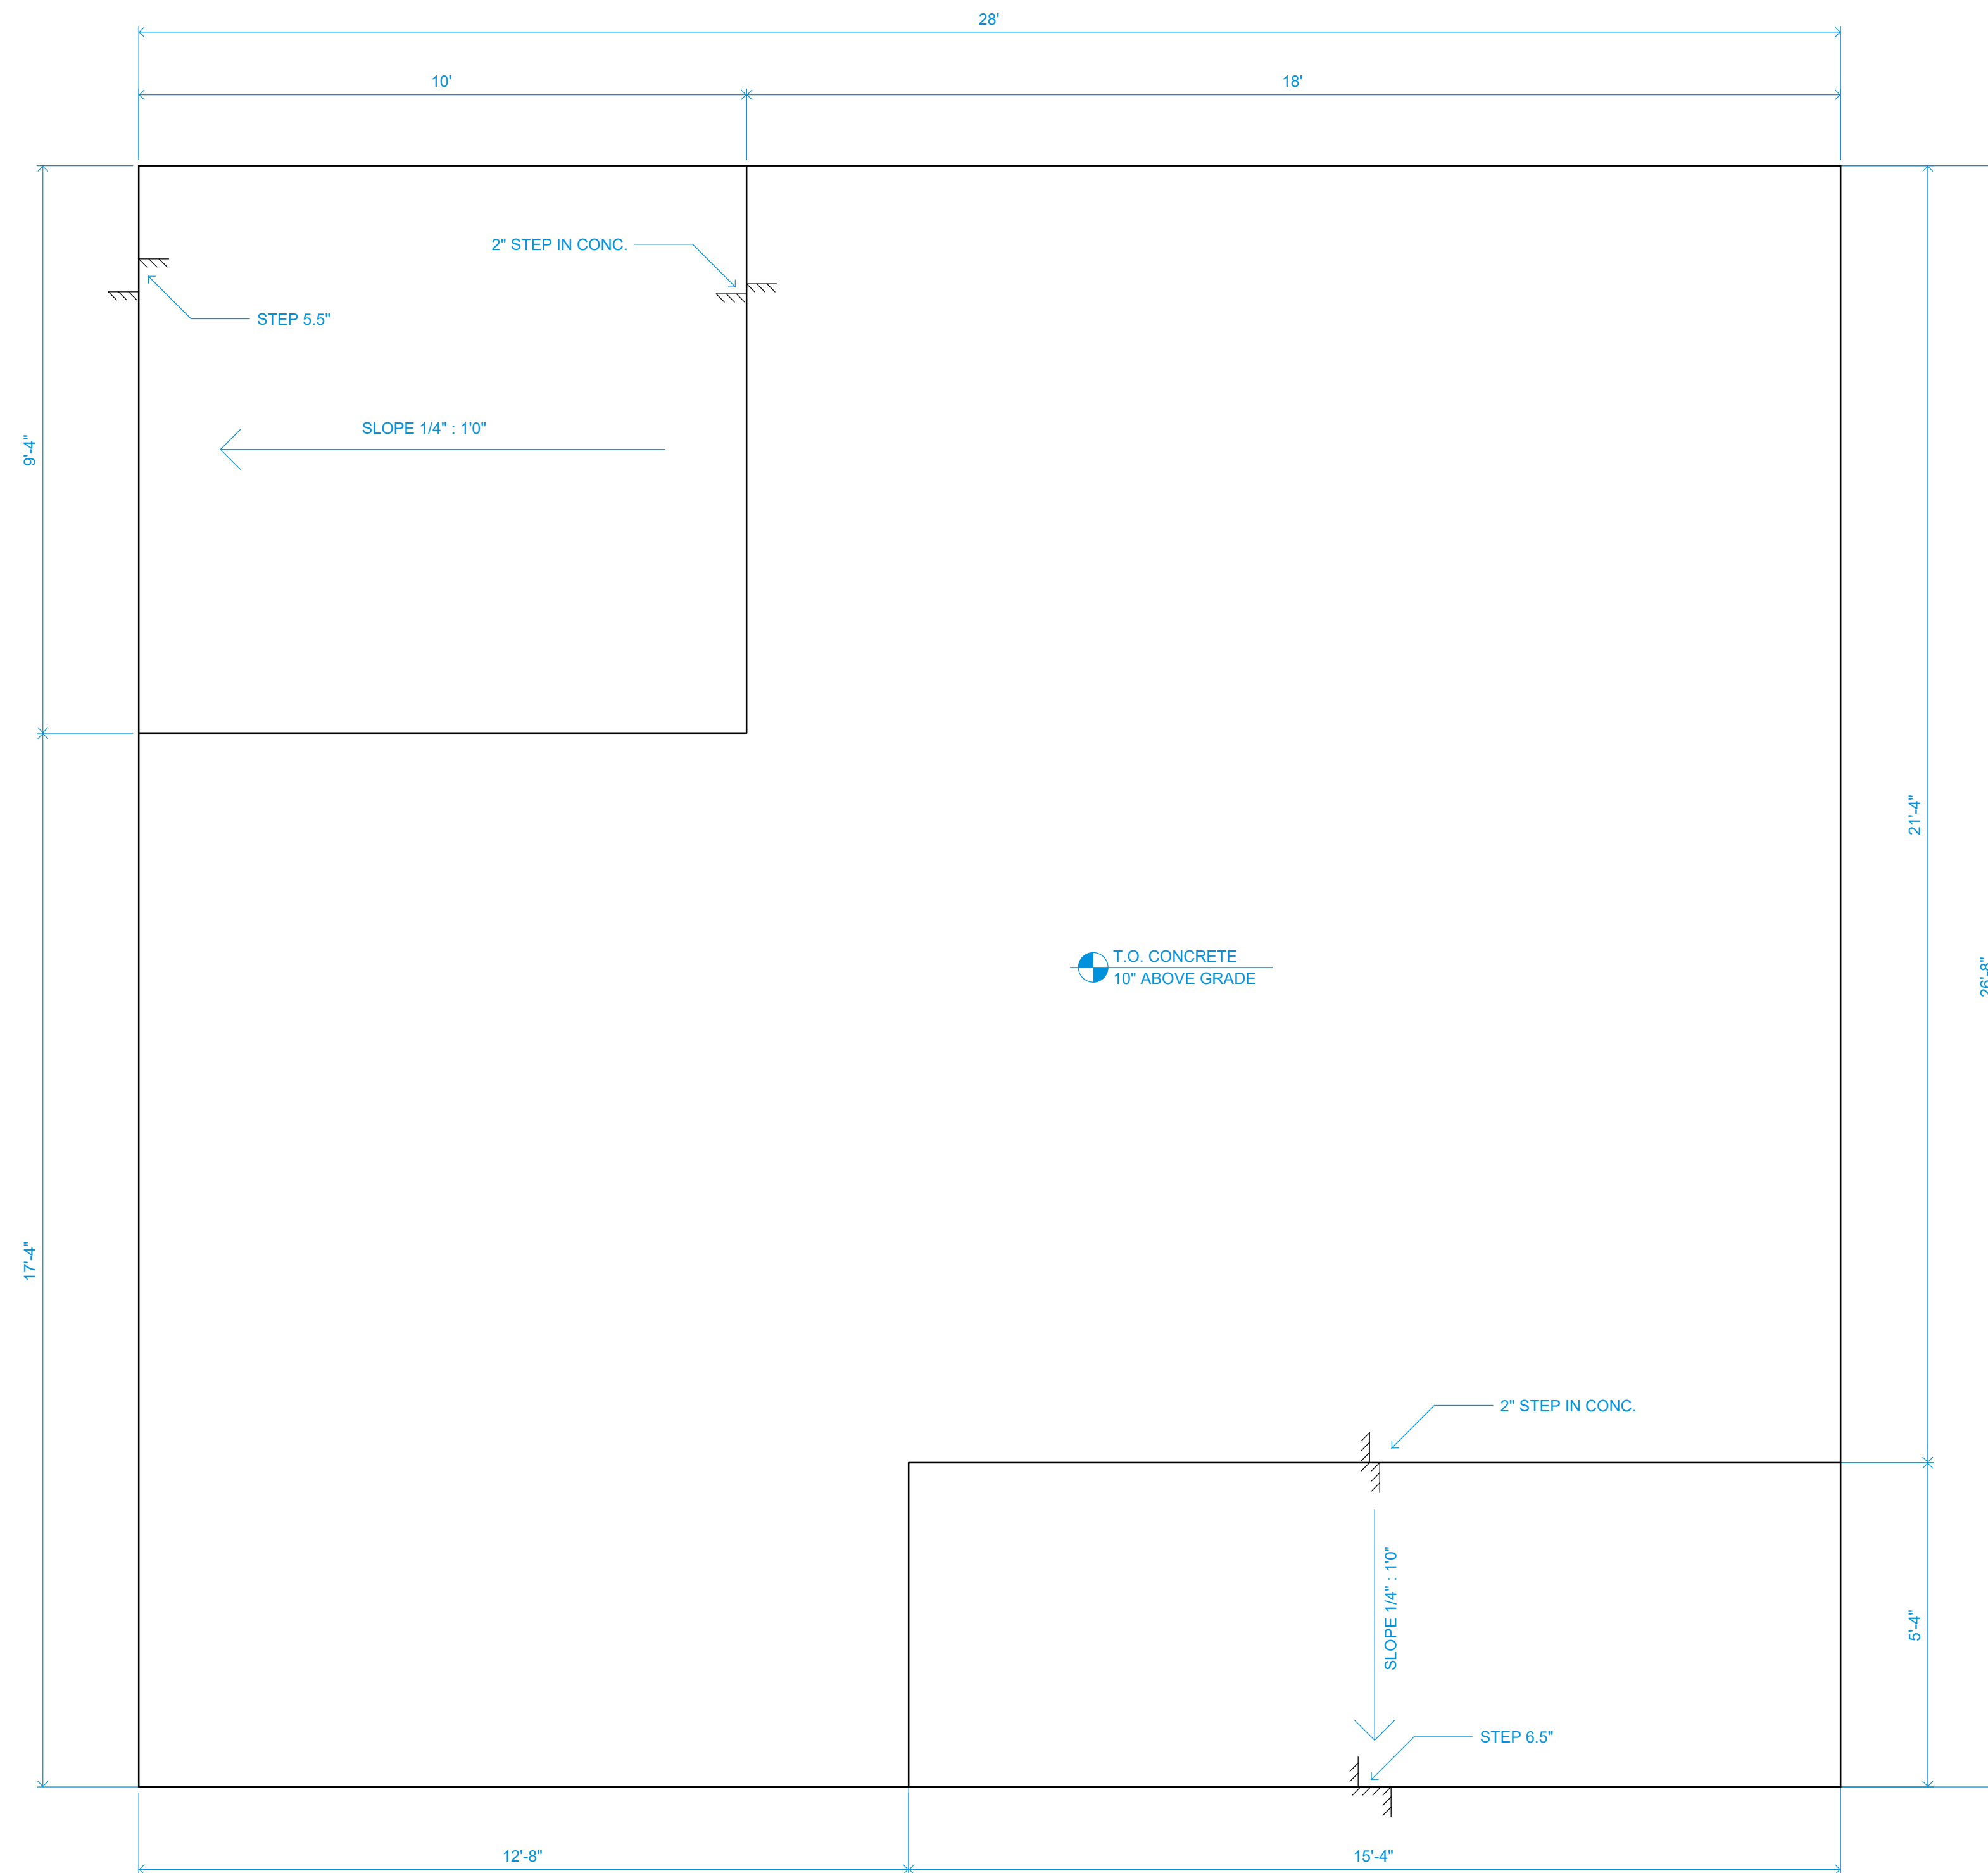 28'
10'
18'
2" STEP IN CONC.
STEP 5.5"
SLOPE 1/4" : 1'0"
9'-4"
21'-4"
T.O. CONCRETE
10" ABOVE GRADE
26'-8"
17'-4"
2" STEP IN CONC.
SLOPE 1/4" : 1'0"
5'-4"
STEP 6.5"
12'-8"
15'-4"